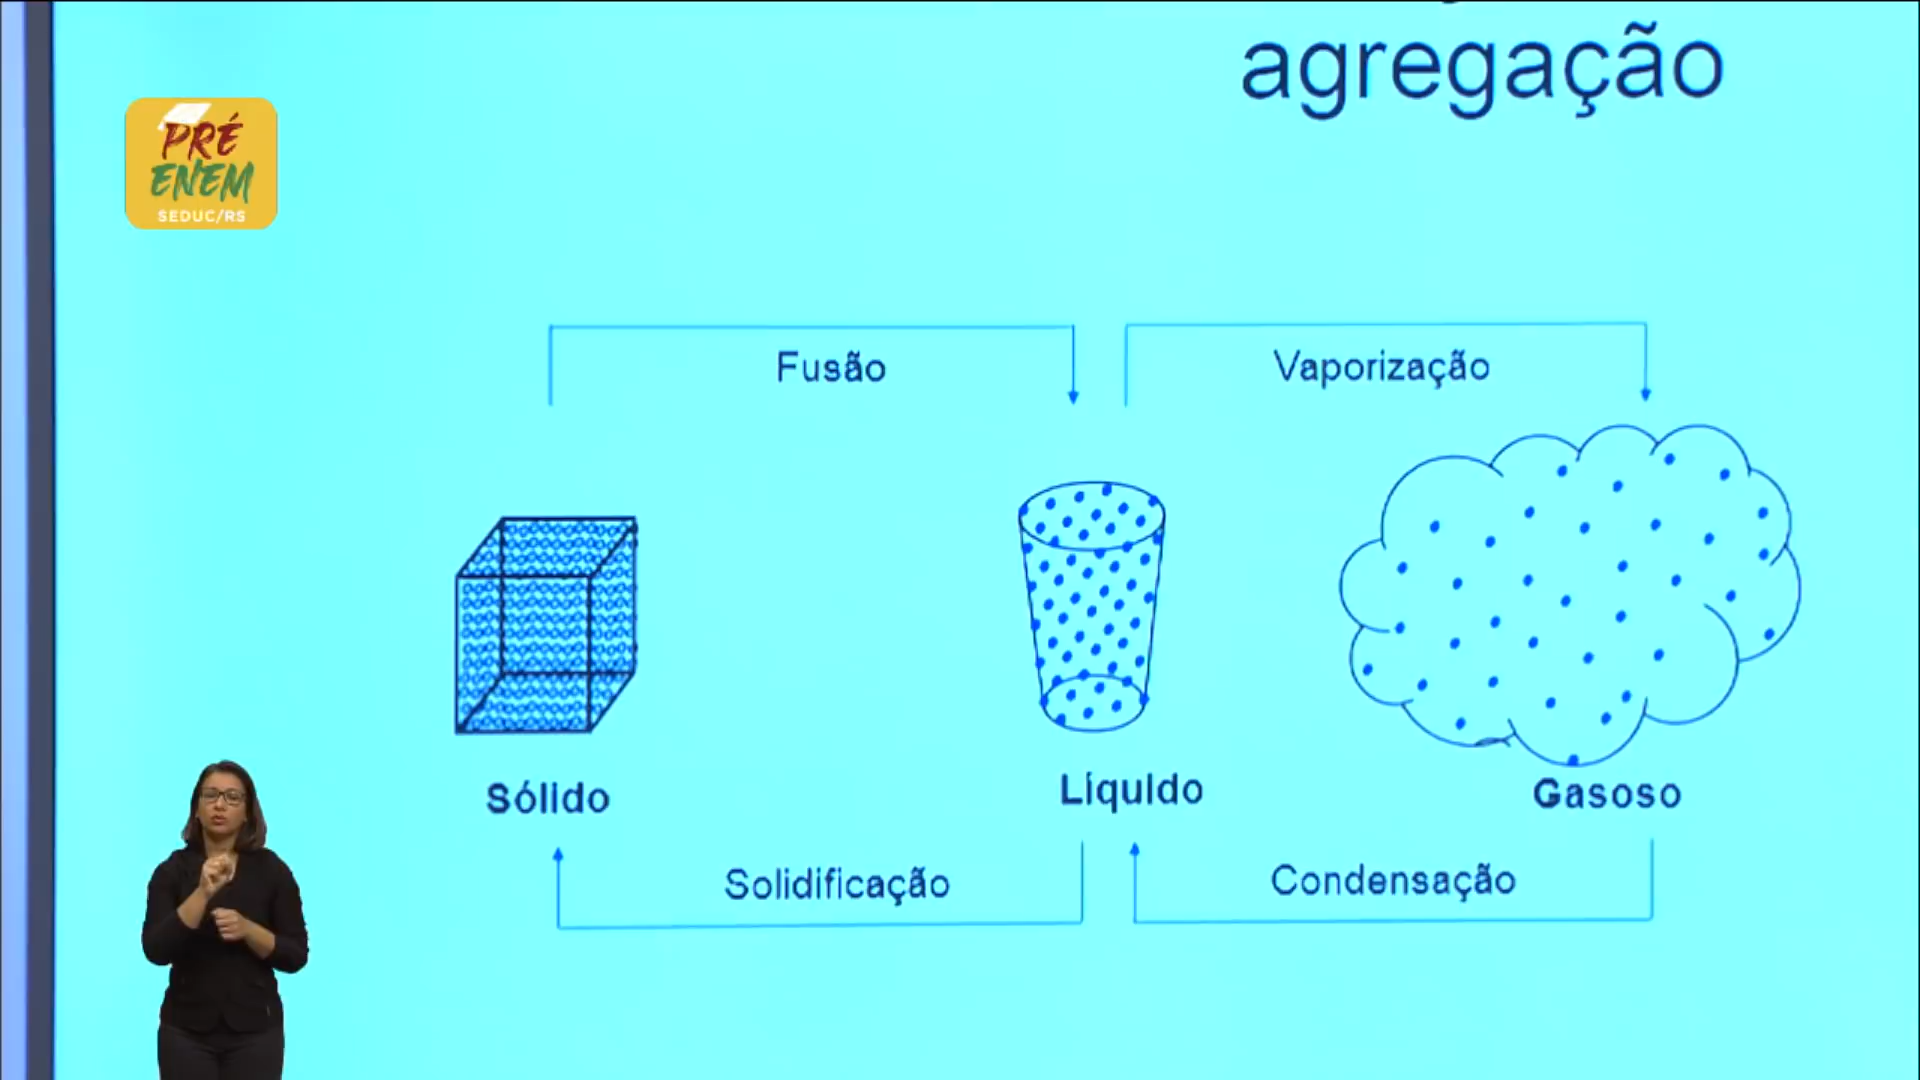 agregação
PRÉ
ENEM
SEDUC/RS
Fusão
Vaporização
Sólido
Líquido
Gasoso
Solidificação
Condensação